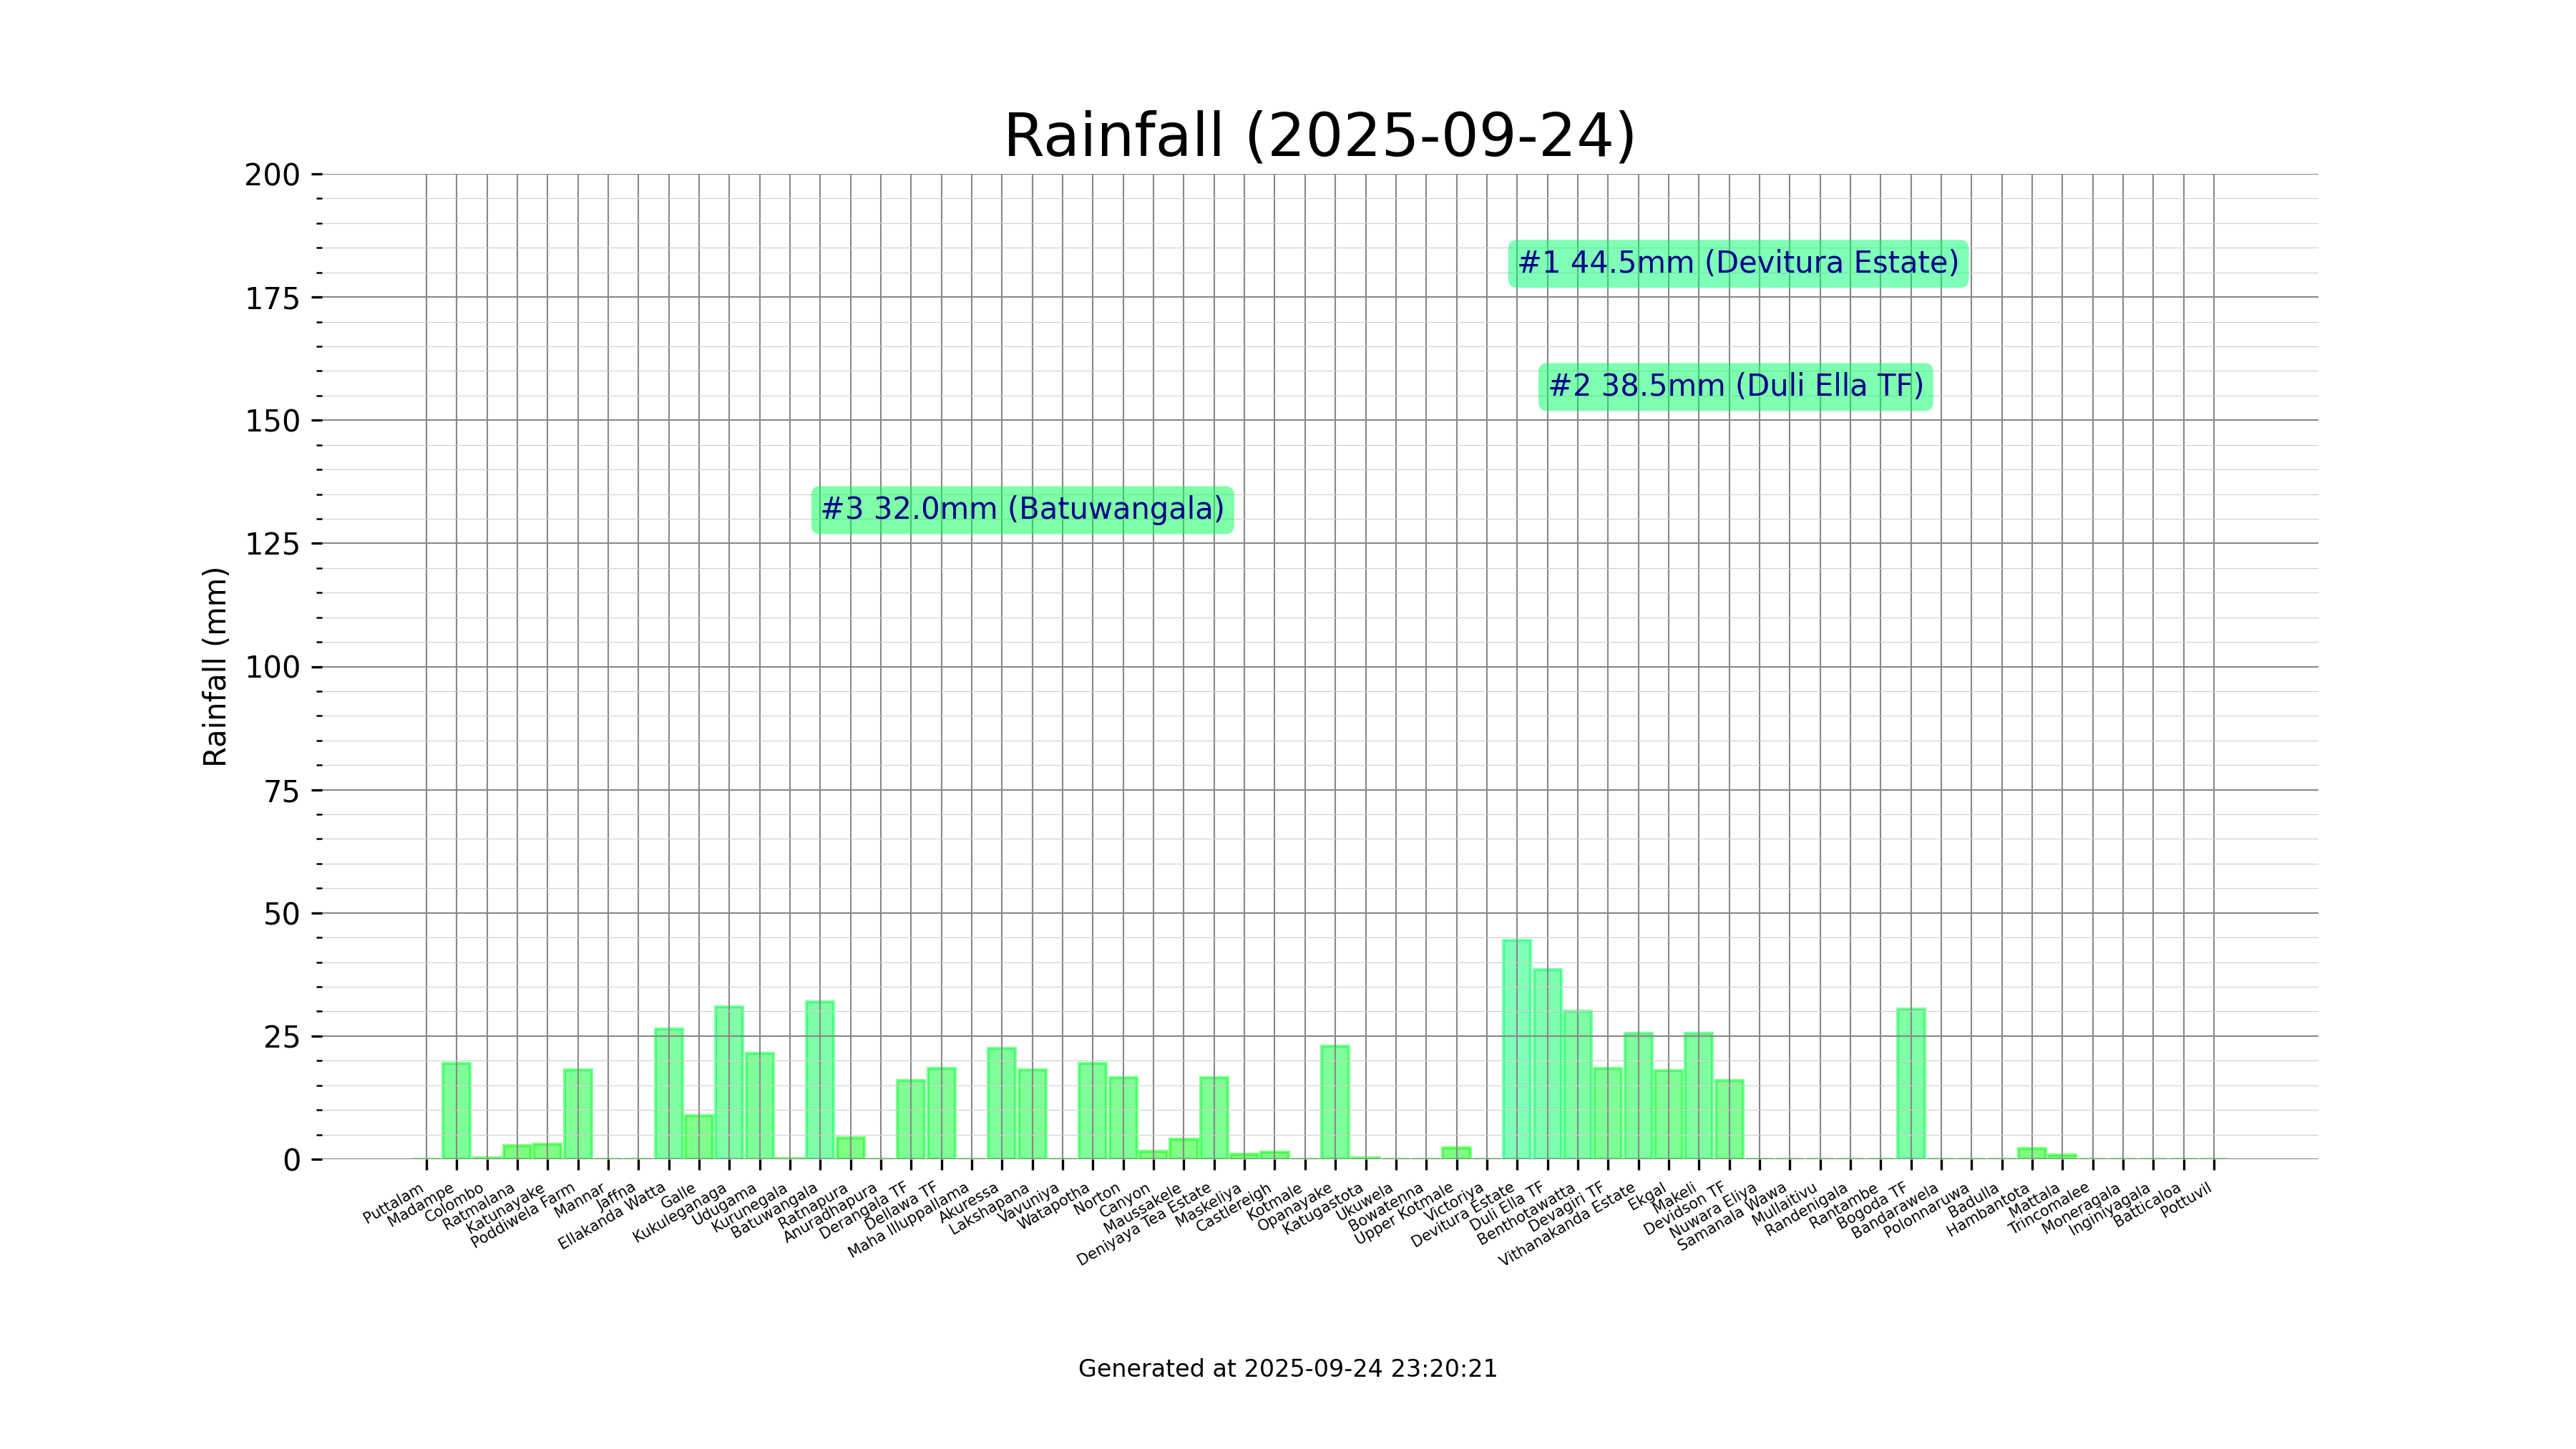 Rainfall (2025-09-24)
200
175
150
125
100
75
50
25
0
Rainfall (mm)
#1 44.5mm (Devitura Estate)
#2 38.5mm (Duli Ella TF)
#3 32.0mm (Batuwangala)
Puttalam
Madampe
Colombo
Ratmalana
Katunayake
Poddiwela Farm
Mannar
Jaffna
Ellakanda Watta
Galle
Kukuleganaga
Udugama
Kurunegala
Batuwangala
Ratnapura
Anuradhapura
Derangala TF
Dellawa TF
Maha Illuppallama
Akuressa
Lakshapana
Vavuniya
Watapotha
Norton
Canyon
Maussakele
Deniyaya Tea Estate
Maskeliya
Castlereigh
Kotmale
Opanayake
Katugastota
Ukuwela
Bowatenna
Upper Kotmale
Victoriya
Devitura Estate
Duli Ella TF
Benthotawatta
Devagiri TF
Vithanakanda Estate
Ekgal
Makeli
Devidson TF
Nuwara Eliya
Samanala Wawa
Mullaitivu
Randenigala
Rantambe
Bogoda TF
Bandarawela
Polonnaruwa
Badulla
Hambantota
Mattala
Trincomalee
Moneragala
Inginiyagala
Batticaloa
Pottuvil
Generated at 2025-09-24 23:20:21